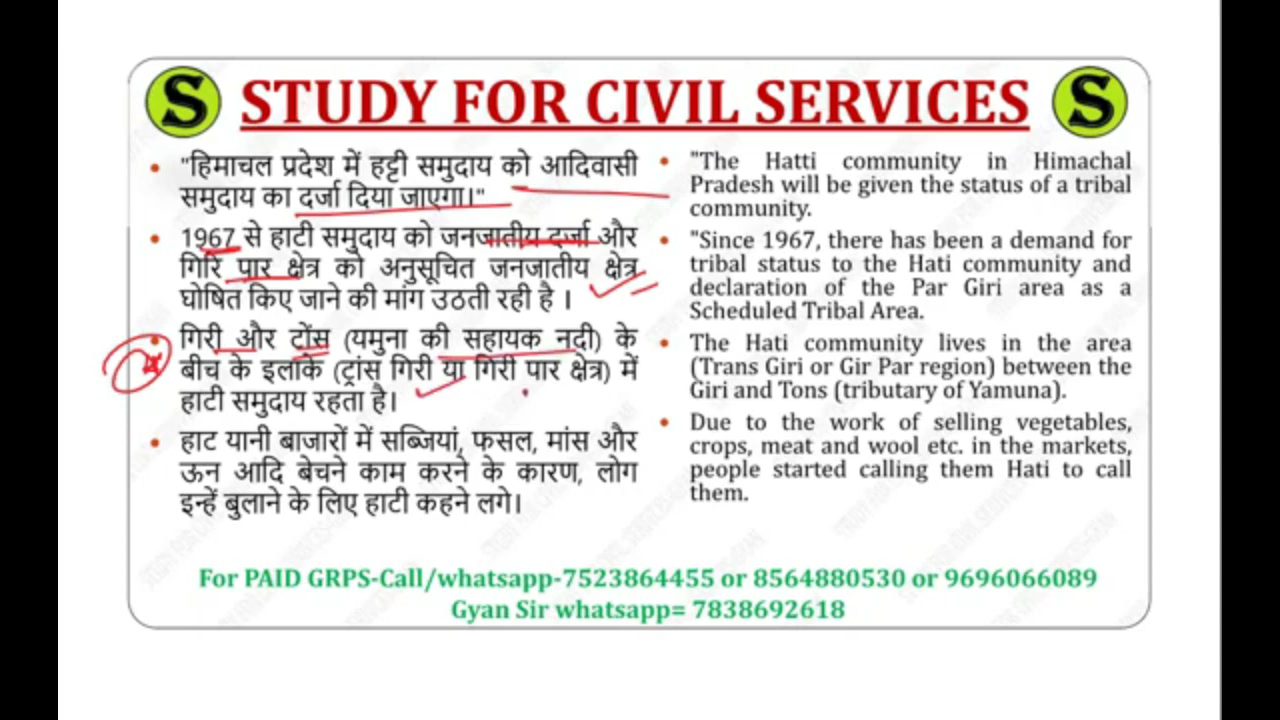 S STUDY FOR CIVIL SERVICES S
"हिमाचल प्रदेश में हट्टी समुदाय को आदिवासी
समुदाय का दर्जा दिया जाएगा।"
1967 से हाटी समुदाय को जनजातीय दर्जा और
गिरि पार क्षेत्र को अनुसूचित जनजातीय क्षेत्र
घोषित किए जाने की मांग उठती रही है ।
गिरी और टोंस (यमुना की सहायक नदी) के
बीच के इलाके (ट्रांस गिरी या गिरी पार क्षेत्र) में
हाटी समुदाय रहता है।
हाट यानी बाजारों में सब्जियां, फसल, मांस और
ऊन आदि बेचने काम करने के कारण, लोग
इन्हें बुलाने के लिए हाटी कहने लगे।
"The Hatti community in Himachal
Pradesh will be given the status of a tribal
community.
"Since 1967, there has been a demand for
tribal status to the Hati community and
declaration of the Par Giri area as a
Scheduled Tribal Area.
The Hati community lives in the area
(Trans Giri or Gir Par region) between the
Giri and Tons (tributary of Yamuna).
Due to the work of selling vegetables,
crops, meat and wool etc. in the markets,
people started calling them Hati to call
them.
For PAID GRPS-Call/whatsapp-7523864455 or 8564880530 or 9696066089
Gyan Sir whatsapp= 7838692618